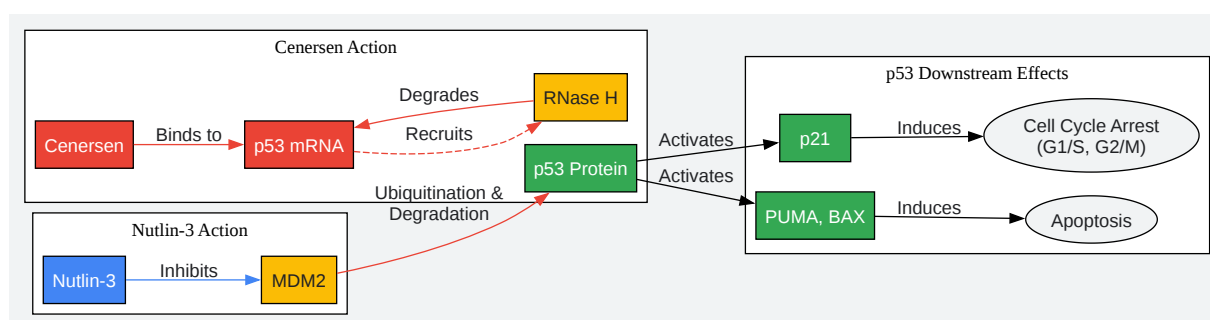 Cenersen Action
Degrades
RNase H
Cenersen
Binds to
p53 mRNA
Recruits
p53 Protein
Ubiquitination &
Degradation
Nutlin-3 Action
Nutlin-3
Inhibits
MDM2
p53 Downstream Effects
Activates
p21
Induces
Cell Cycle Arrest
(G1/S, G2/M)
Activates
PUMA, BAX
Induces
Apoptosis